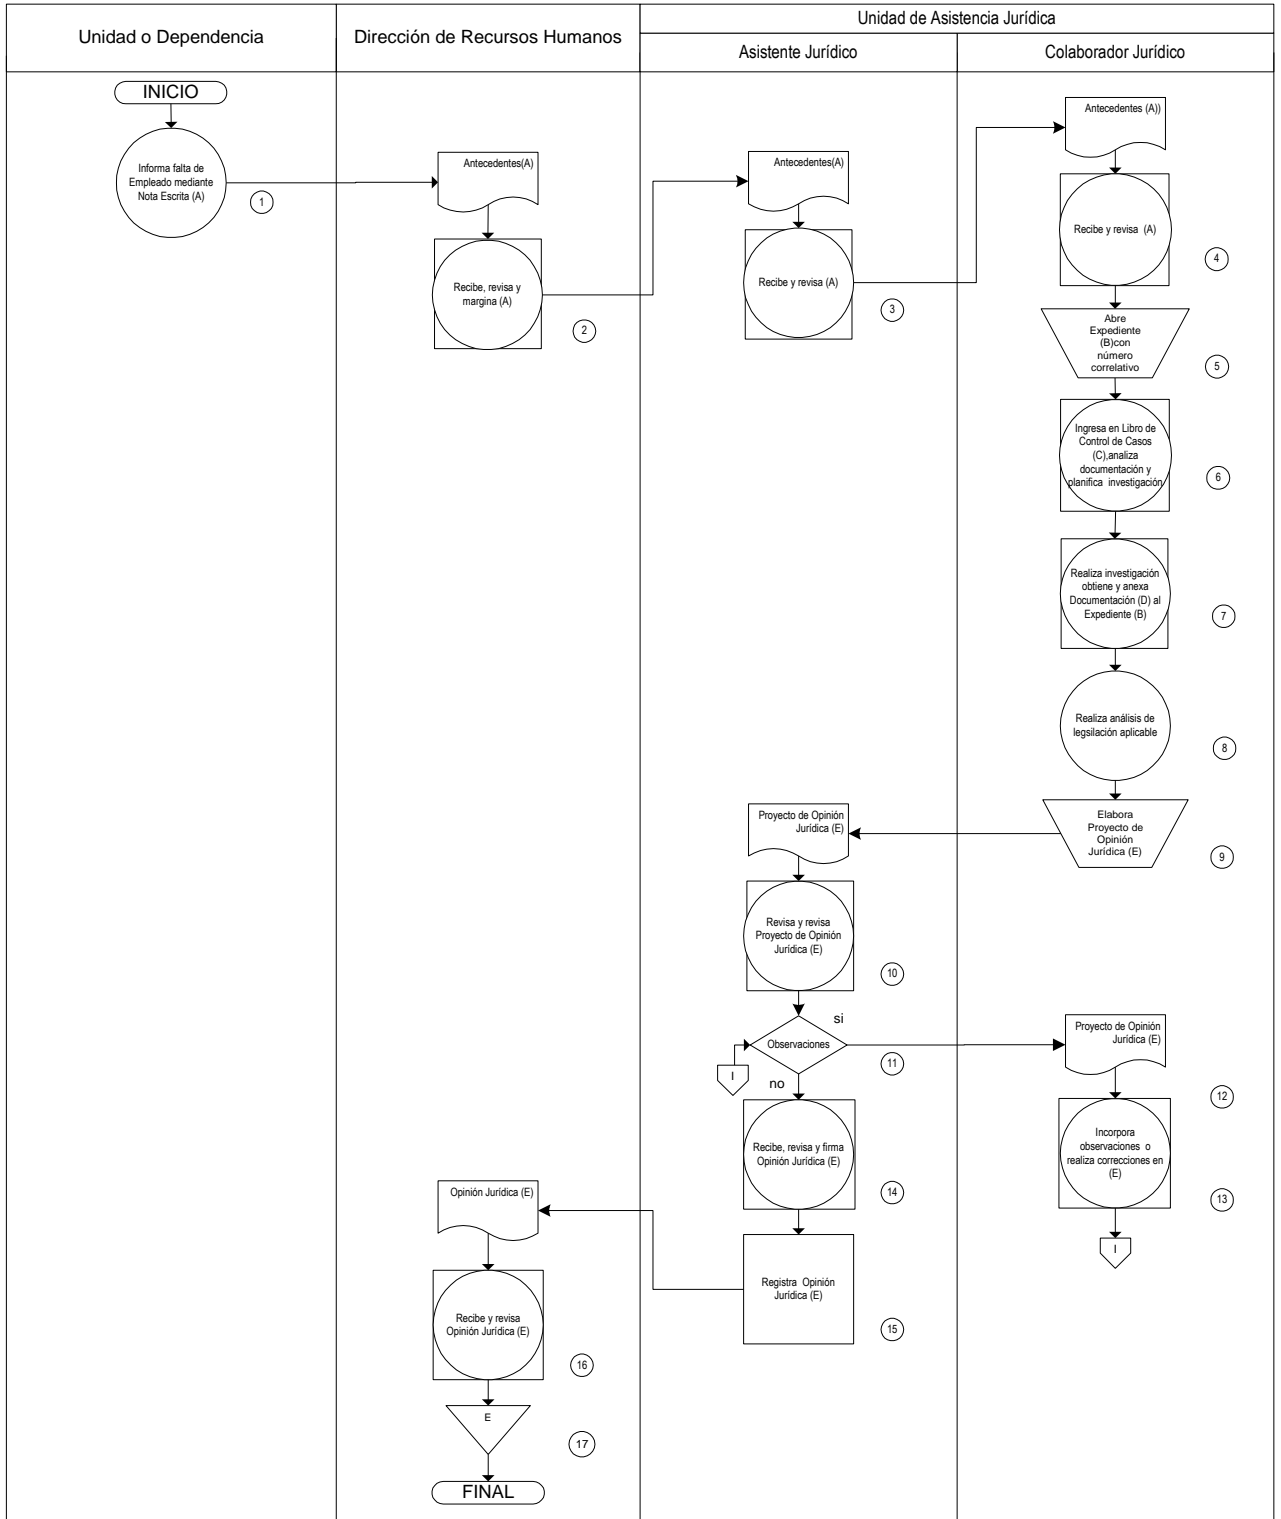 Unidad de Asistencia Jurídica
Unidad o Dependencia
Dirección de Recursos Humanos
Asistente Jurídico
Colaborador Jurídico
INICIO
Informa falta de
Empleado mediante
Nota Escrita (A)
1
Antecedentes(A)
Recibe, revisa y
margina (A)
2
Antecedentes(A)
Recibe y revisa (A)
3
Antecedentes (A))
Recibe y revisa  (A)
4
Abre
Expediente
(B)con
número
correlativo
5
Ingresa en Libro de
Control de Casos
(C),analiza
documentación y
planifica  investigación
6
Realiza investigación
obtiene y anexa
Documentación (D) al
Expediente (B)
7
Realiza análisis de
legsilación aplicable
8
Elabora
Proyecto de
Opinión
Jurídica (E)
9
Proyecto de Opinión
Jurídica (E)
Revisa y revisa
Proyecto de Opinión
Jurídica (E)
10
si
Observaciones
I
no
11
Proyecto de Opinión
Jurídica (E)
12
Incorpora
observaciones  o
realiza correcciones en
(E)
13
I
Recibe, revisa y firma
Opinión Jurídica (E)
14
Registra  Opinión
Jurídica (E)
15
Opinión Jurídica (E)
Recibe y revisa
Opinión Jurídica (E)
16
E
17
FINAL